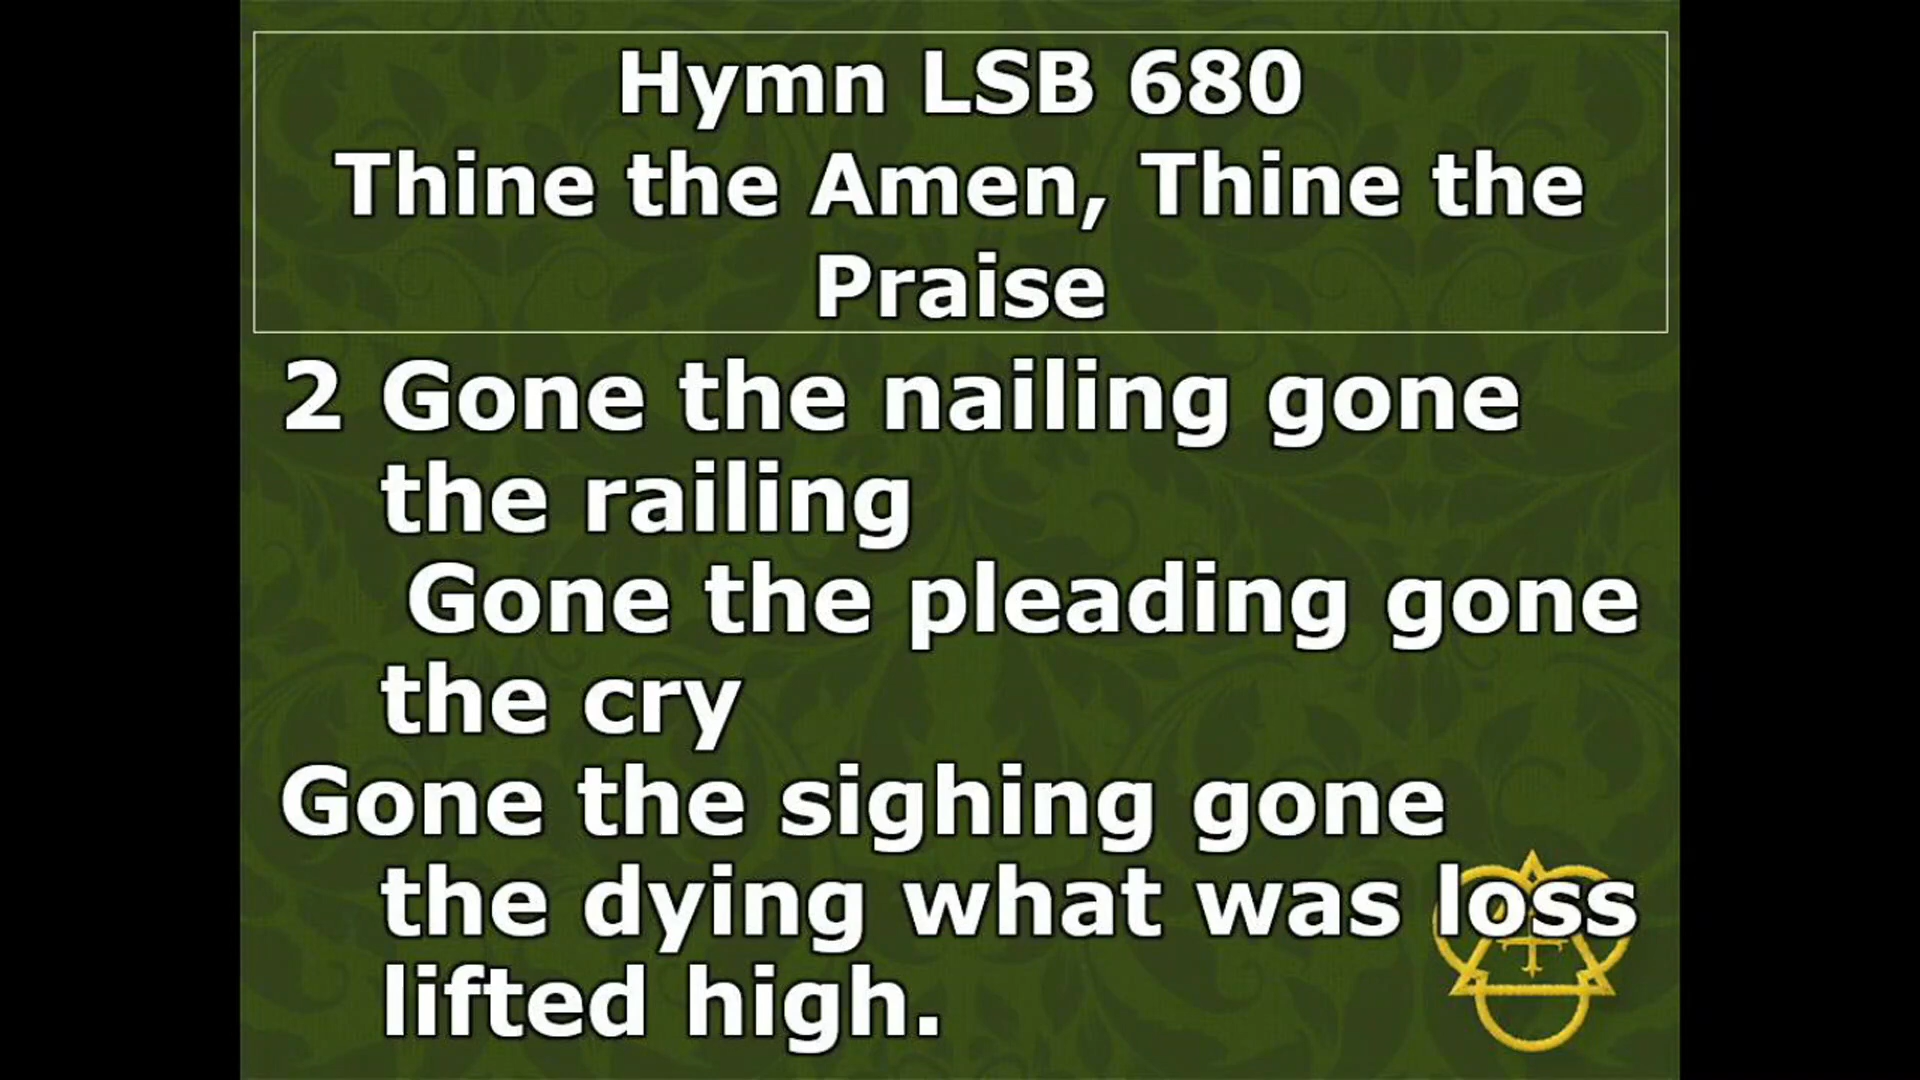 Hymn LSB 680
Thine the Amen, Thine the
Praise
2 Gone the nailing gone
the railing
Gone the pleading gone
the cry
Gone the sighing gone
the dying what was loss
lifted high.